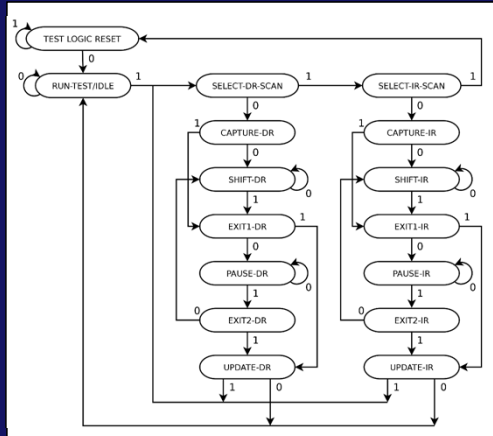 1
TEST LOGIC RESET
0
0
RUN-TEST/IDLE
1
SELECT-DR-SCAN
1
SELECT-IR-SCAN
1
0
0
1
CAPTURE-DR
1
CAPTURE-IR
0
0
SHIFT-DR
0
SHIFT-IR
0
1
1
EXIT1-DR
1
EXIT1-IR
1
0
0
PAUSE-DR
0
PAUSE-IR
0
1
1
0
EXIT2-DR
0
EXIT2-IR
1
1
UPDATE-DR
UPDATE-IR
1
0
1
0